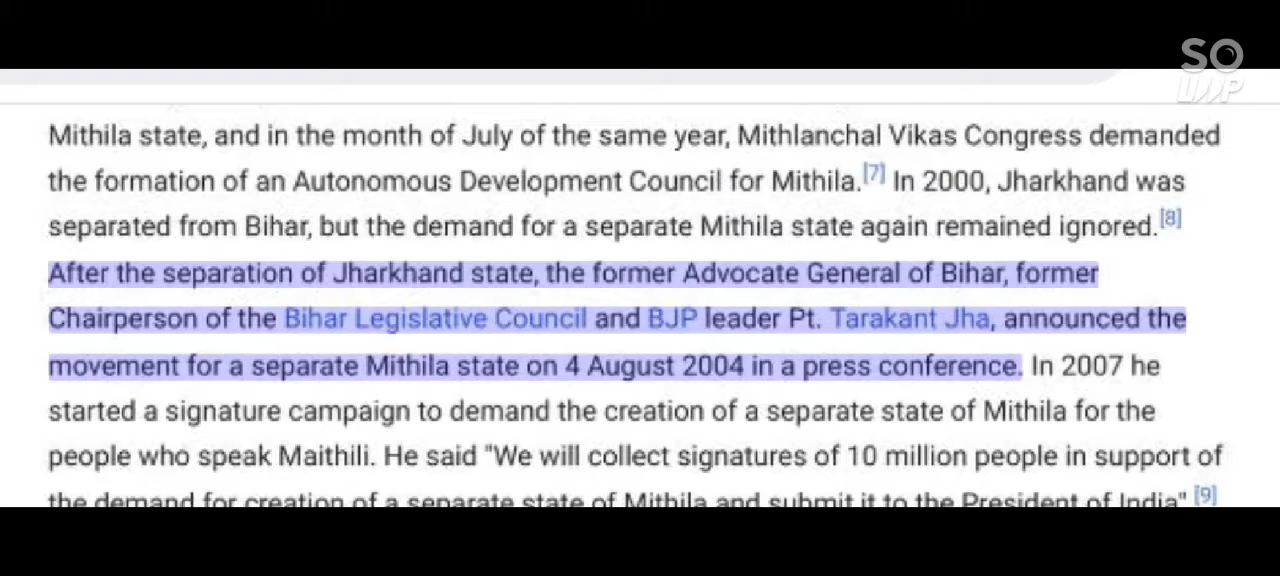 SO
LOOP
Mithila state, and in the month of July of the same year, Mithlanchal Vikas Congress demanded
the formation of an Autonomous Development Council for Mithila.[7] In 2000, Jharkhand was
separated from Bihar, but the demand for a separate Mithila state again remained ignored.[8]
After the separation of Jharkhand state, the former Advocate General of Bihar, former
Chairperson of the Bihar Legislative Council and BJP leader Pt. Tarakant Jha, announced the
movement for a separate Mithila state on 4 August 2004 in a press conference. In 2007 he
started a signature campaign to demand the creation of a separate state of Mithila for the
people who speak Maithili. He said "We will collect signatures of 10 million people in support of
the demand for creation of a separate state of Mithila and submit it to the President of India".[9]